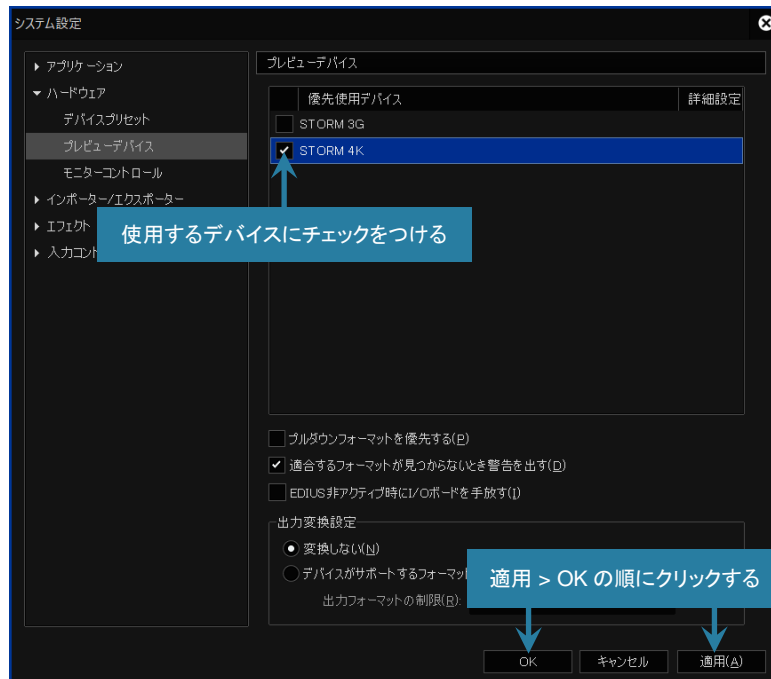 システム設定
アプリケーション
ハードウェア
デバイスプリセット
プレビューデバイス
モニターコントロール
インポーター/エクスポーター
エフェクト
入力コント
プレビューデバイス
優先使用デバイス 詳細設定
STORM 3G
STORM 4K
使用するデバイスにチェックをつける
プルダウンフォーマットを優先する(P)
適合するフォーマットが見つからないとき警告を出す(D)
EDIUS非アクティブ時にI/Oボードを手放す(I)
出力変換設定
変換しない(N)
デバイスがサポートするフォーマッ
適用 > OK の順にクリックする
出力フォーマットの制限(R):
OK キャンセル 適用(A)